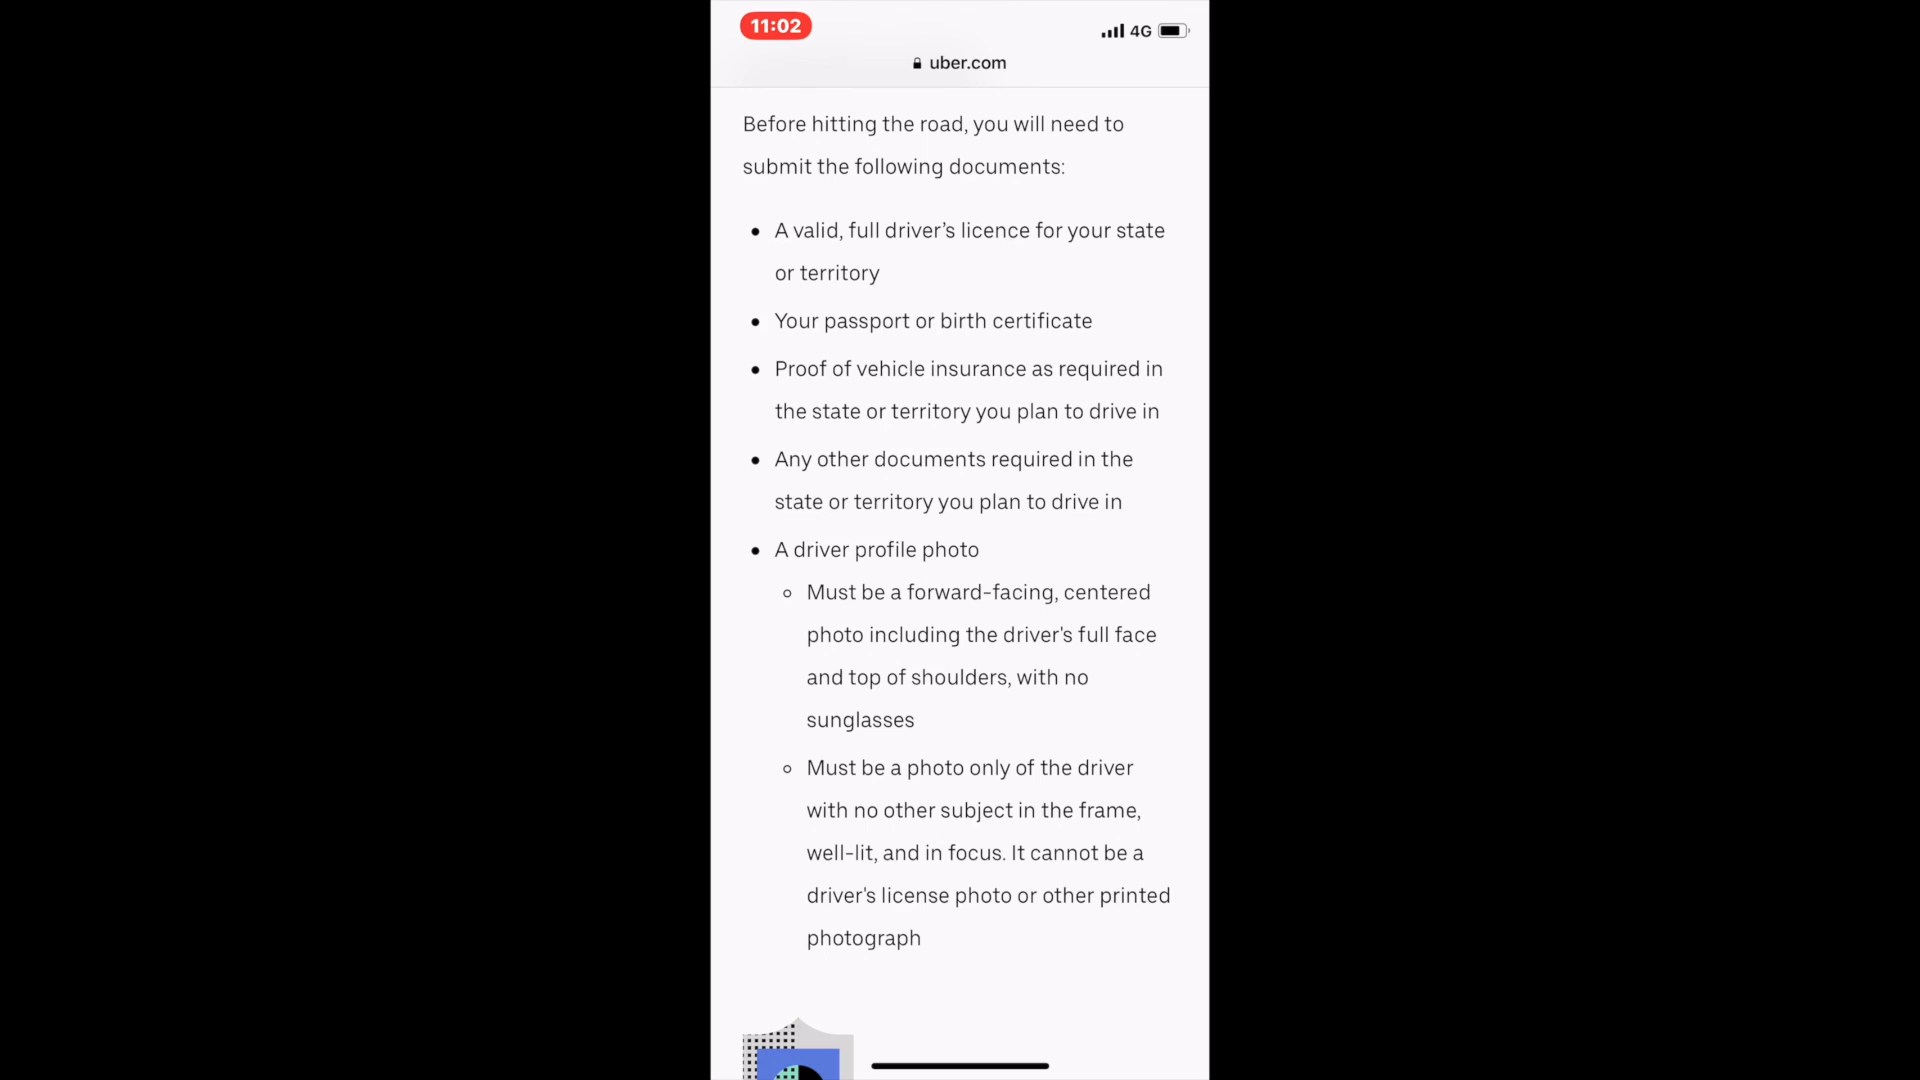 11:02
4G
uber.com
Before hitting the road, you will need to
submit the following documents:
• A valid, full driver’s licence for your state
or territory
• Your passport or birth certificate
• Proof of vehicle insurance as required in
the state or territory you plan to drive in
• Any other documents required in the
state or territory you plan to drive in
• A driver profile photo
◦ Must be a forward-facing, centered
photo including the driver's full face
and top of shoulders, with no
sunglasses
◦ Must be a photo only of the driver
with no other subject in the frame,
well-lit, and in focus. It cannot be a
driver's license photo or other printed
photograph